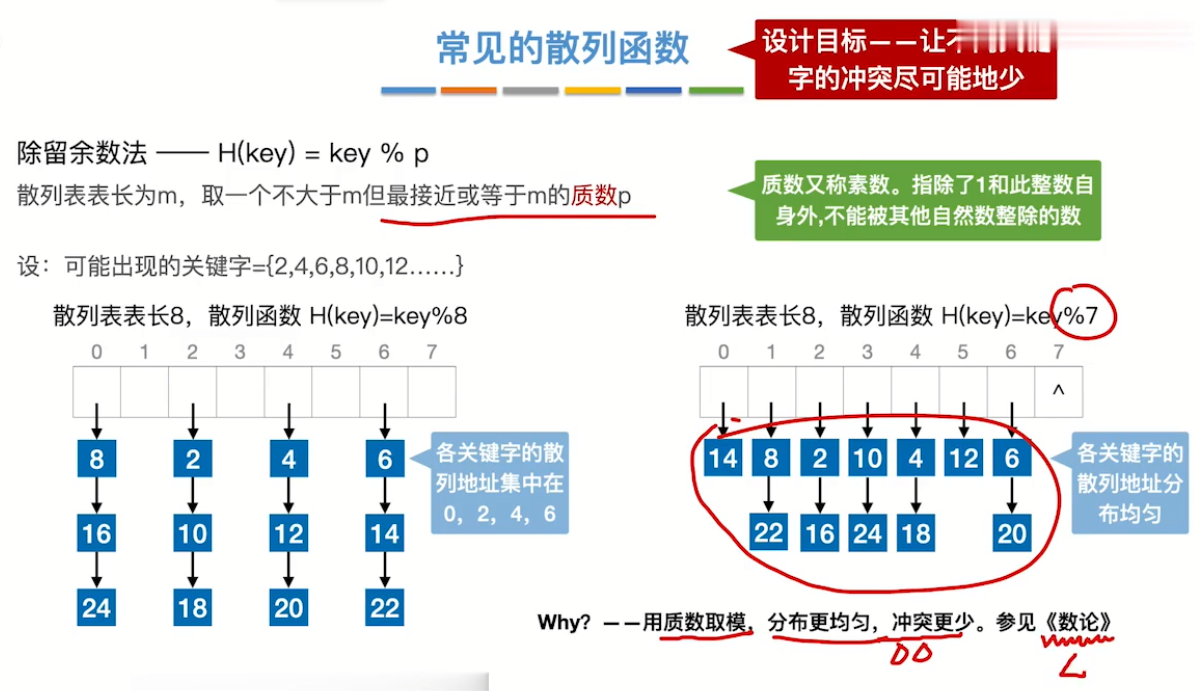 常见的散列函数
设计目标——让不
字的冲突尽可能地少
除留余数法 —— H(key) = key % p
散列表表长为m，取一个不大于m但最接近或等于m的质数p
质数又称素数。指除了1和此整数自
身外,不能被其他自然数整除的数
设：可能出现的关键字={2,4,6,8,10,12……}
散列表表长8，散列函数 H(key)=key%8
0 1 2 3 4 5 6 7
8 2 4 6
16 10 12 14
24 18 20 22
各关键字的散
列地址集中在
0，2，4，6
散列表表长8，散列函数 H(key)=key%7
0 1 2 3 4 5 6 7
^
14 8 2 10 4 12 6
22 16 24 18 20
各关键字的
散列地址分
布均匀
Why？——用质数取模，分布更均匀，冲突更少。参见《数论》